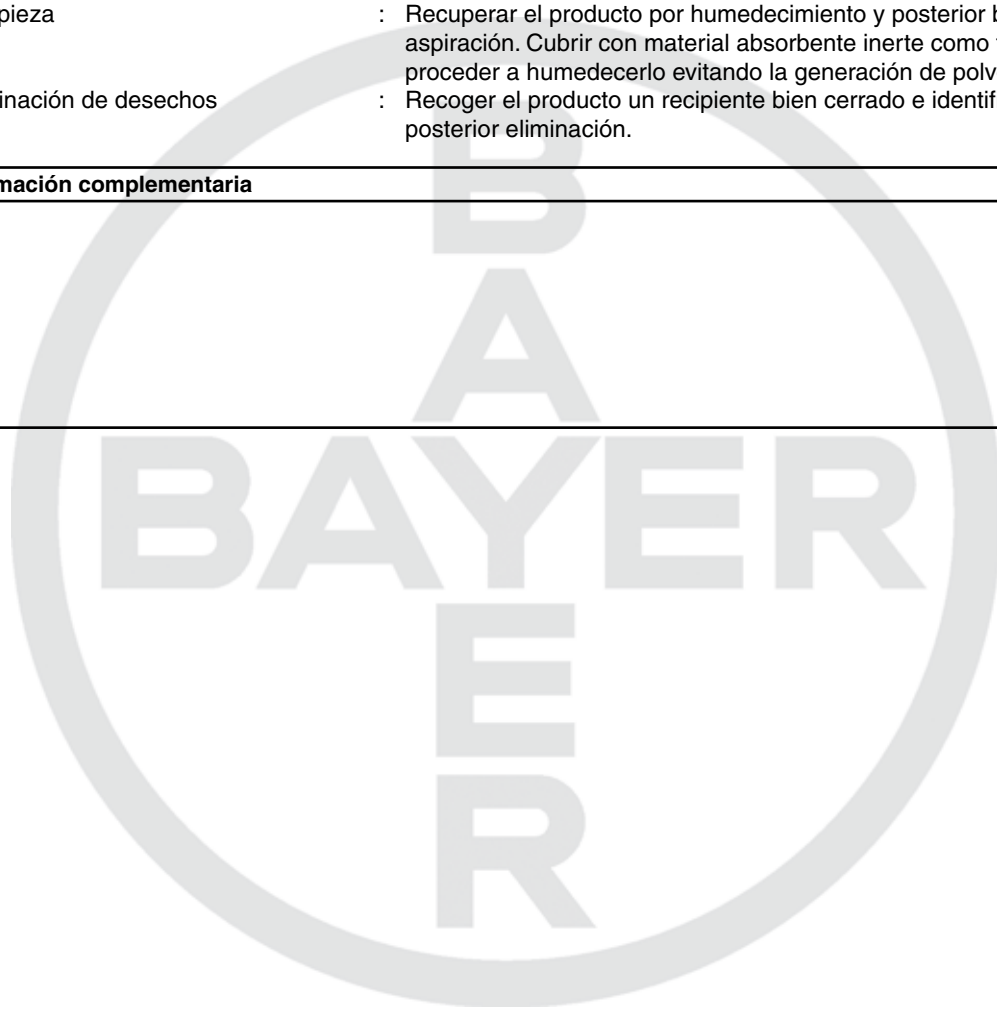 pieza : Recuperar el producto por humedecimiento y posterior
aspiración. Cubrir con material absorbente inerte como
proceder a humedecerlo evitando la generación de polv
inación de desechos : Recoger el producto un recipiente bien cerrado e identif
posterior eliminación.
mación complementaria
B
A
BAYER
E
R